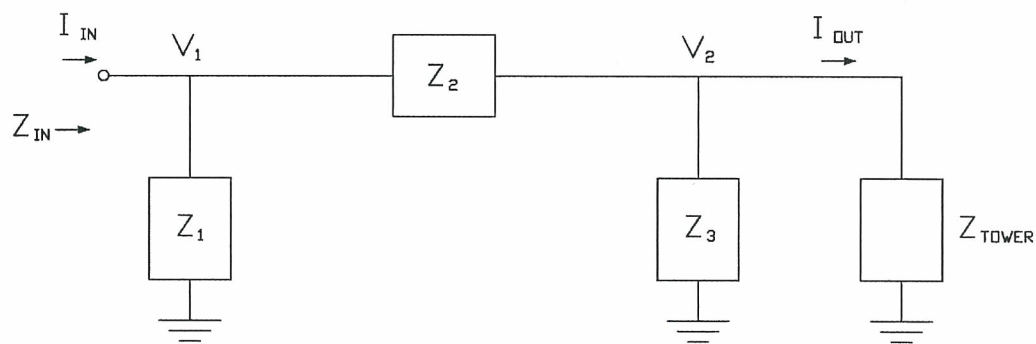 I IN
V1
Z2
V2
I OUT
Z IN
Z1
Z3
Z TOWER